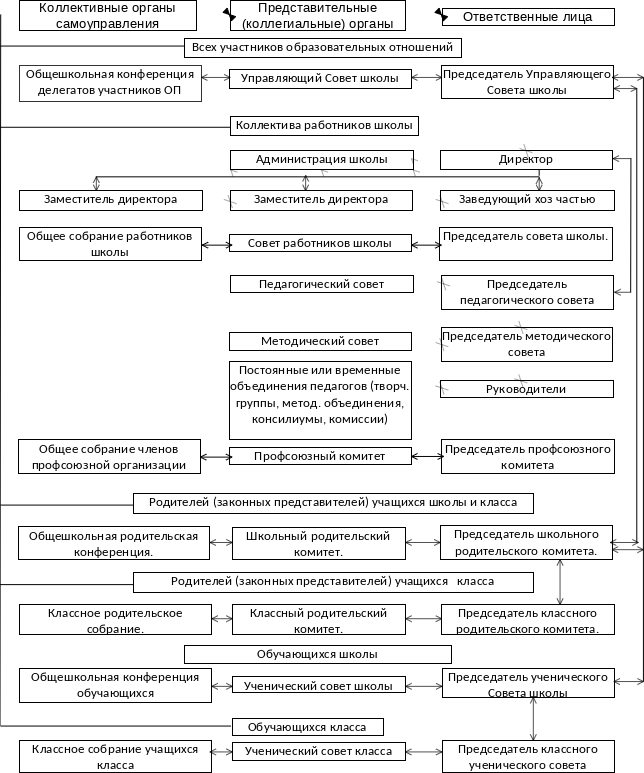 Коллективные органы
самоуправления
Представительные
(коллегиальные) органы
Ответственные лица
Всех участников образовательных отношений
Общешкольная конференция
делегатов участников ОП
Управляющий Совет школы
Председатель Управляющего
Совета школы
Коллектива работников школы
Администрация школы
Директор
Заместитель директора
Заместитель директора
Заведующий хоз частью
Общее собрание работников
школы
Совет работников школы
Председатель совета школы.
Педагогический совет
Председатель
педагогического совета
Методический совет
Председатель методического
совета
Постоянные или временные
объединения педагогов (творч.
группы, метод. объединения,
консилиумы, комиссии)
Руководители
Общее собрание членов
профсоюзной организации
Профсоюзный комитет
Председатель профсоюзного
комитета
Родителей (законных представителей) учащихся школы и класса
Общешкольная родительская
конференция.
Школьный родительский
комитет.
Председатель школьного
родительского комитета.
Родителей (законных представителей) учащихся класса
Классное родительское
собрание.
Классный родительский
комитет.
Председатель классного
родительского комитета.
Обучающихся школы
Общешкольная конференция
обучающихся
Ученический совет школы
Председатель ученического
Совета школы
Обучающихся класса
Классное собрание учащихся
класса
Ученический совет класса
Председатель классного
ученического совета